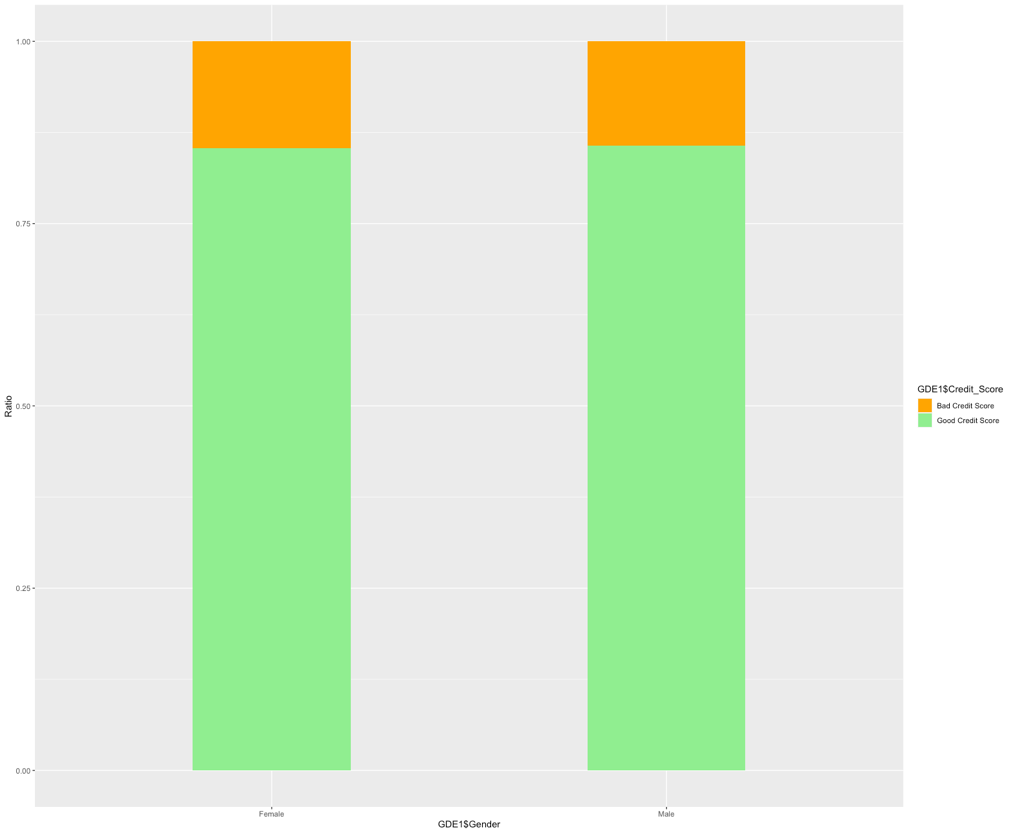 1.00
0.75
0.50
0.25
0.00
Ratio
Female
Male
GDE1$Gender
GDE1$Credit_Score
Bad Credit Score
Good Credit Score